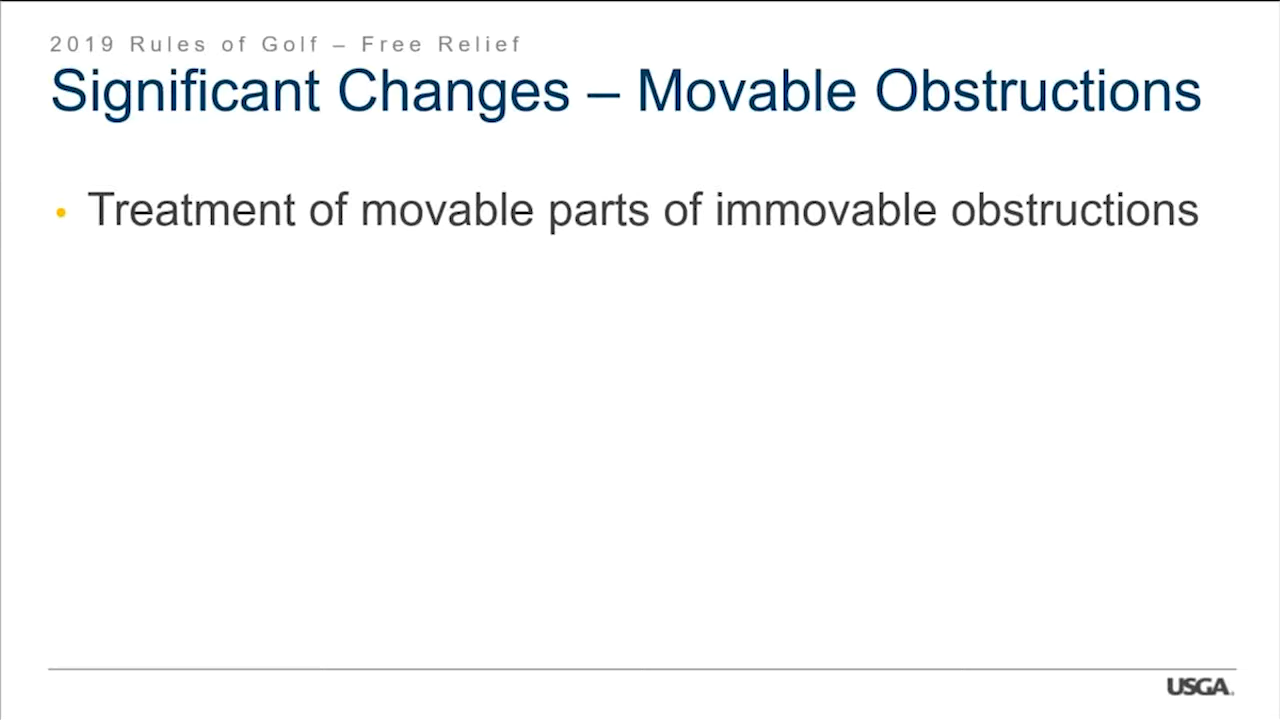 2019 Rules of Golf – Free Relief
Significant Changes – Movable Obstructions
• Treatment of movable parts of immovable obstructions
USGA.